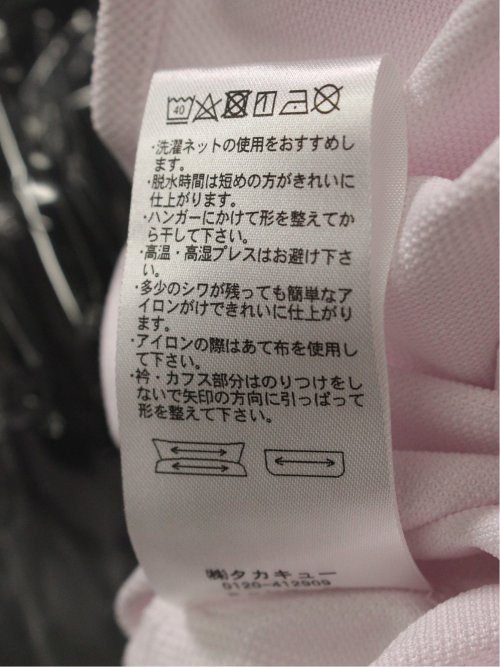 40
・洗濯ネットの使用をおすすめし
ます。
・脱水時間は短めの方がきれいに
仕上がります。
・ハンガーにかけて形を整えてか
ら干して下さい。
・高温・高湿プレスはお避け下さ
い。
・多少のシワが残っても簡単なア
イロンがけできれいに仕上がり
ます。
・アイロンの際はあて布を使用し
て下さい。
・衿・カフス部分はのりつけをし
ないで矢印の方向に引っぱって
形を整えて下さい。
㈱タカキュー
0120-412909